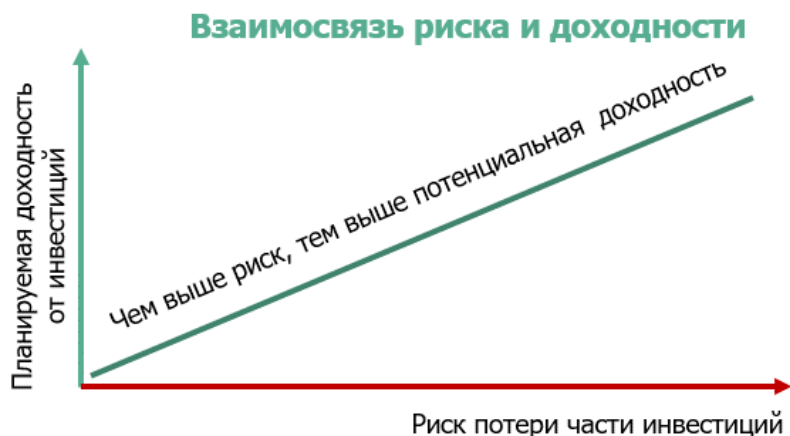 Взаимосвязь риска и доходности
Планируемая доходность
от инвестиций
Чем выше риск, тем выше потенциальная доходность
Риск потери части инвестиций